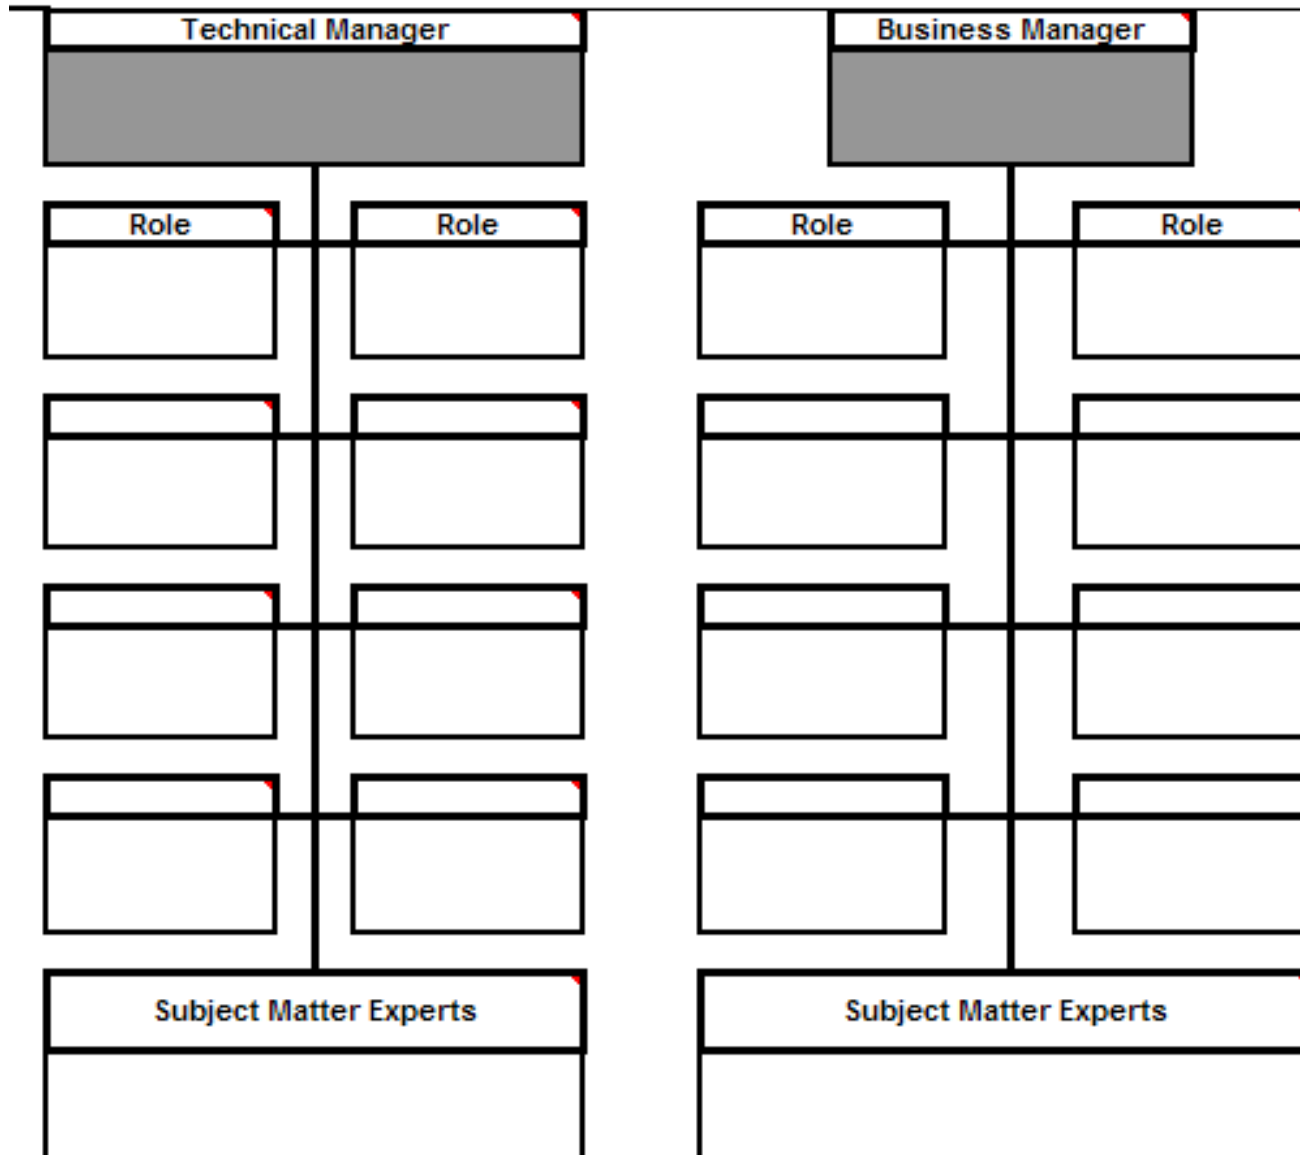 Technical Manager
Business Manager
Role
Role
Role
Role
Subject Matter Experts
Subject Matter Experts